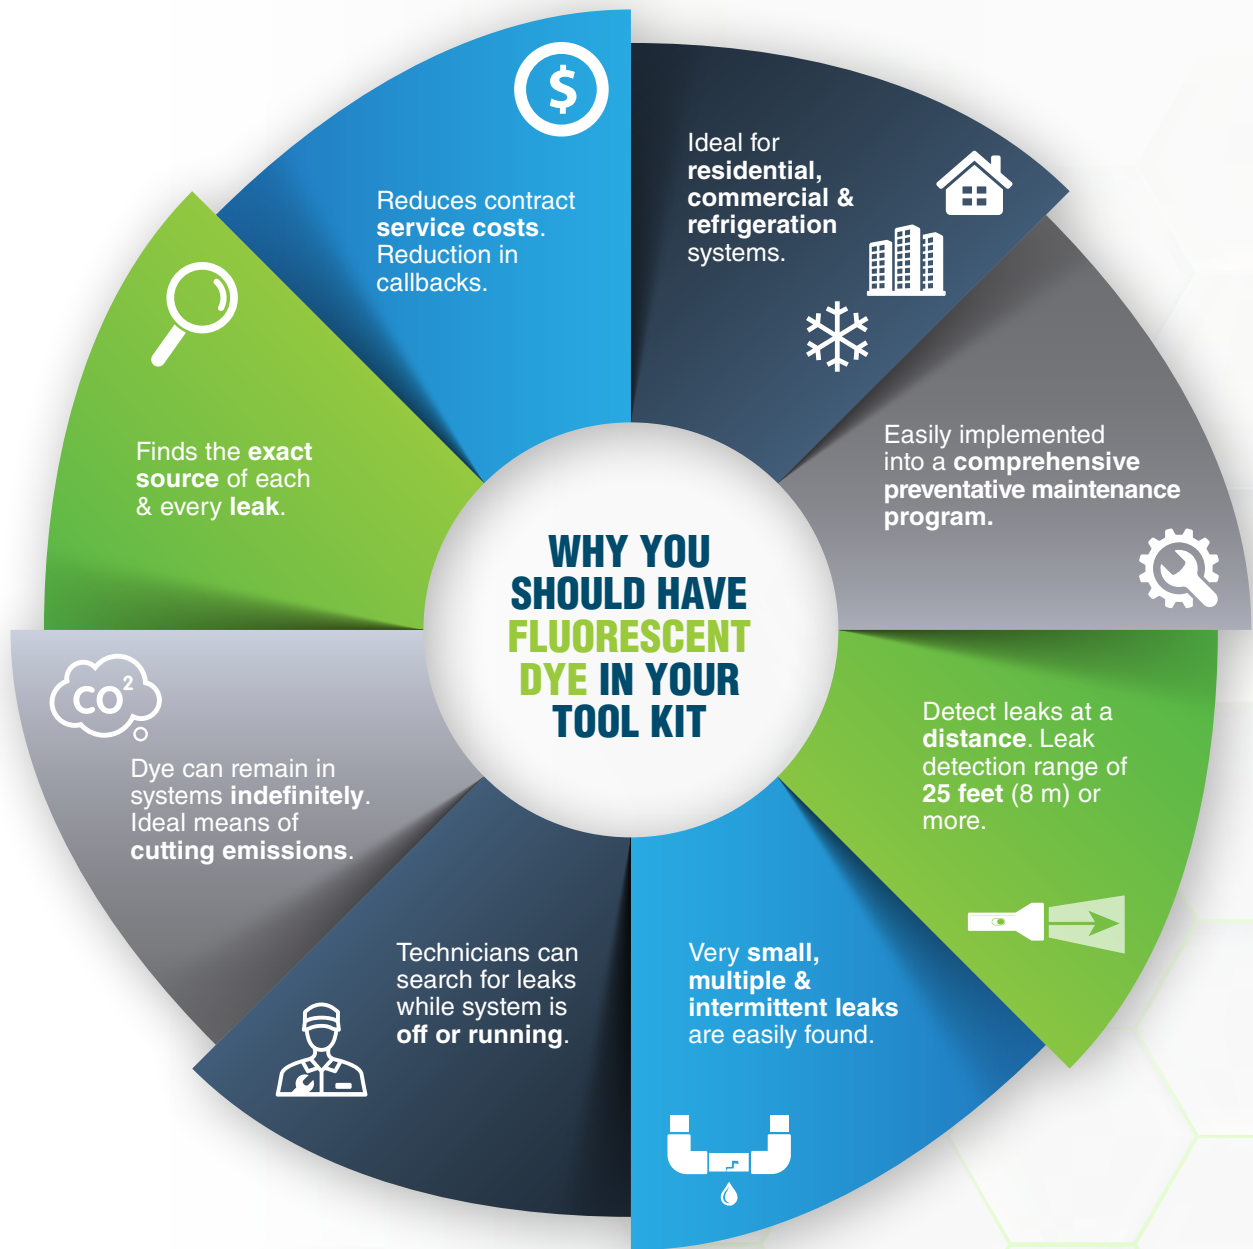 WHY YOU
SHOULD HAVE
FLUORESCENT
DYE IN YOUR
TOOL KIT
$
Reduces contract
service costs.
Reduction in
callbacks.
Ideal for
residential,
commercial &
refrigeration
systems.
Easily implemented
into a comprehensive
preventative maintenance
program.
Detect leaks at a
distance. Leak
detection range of
25 feet (8 m) or
more.
Very small,
multiple &
intermittent leaks
are easily found.
Technicians can
search for leaks
while system is
off or running.
CO²
Dye can remain in
systems indefinitely.
Ideal means of
cutting emissions.
Finds the exact
source of each
& every leak.